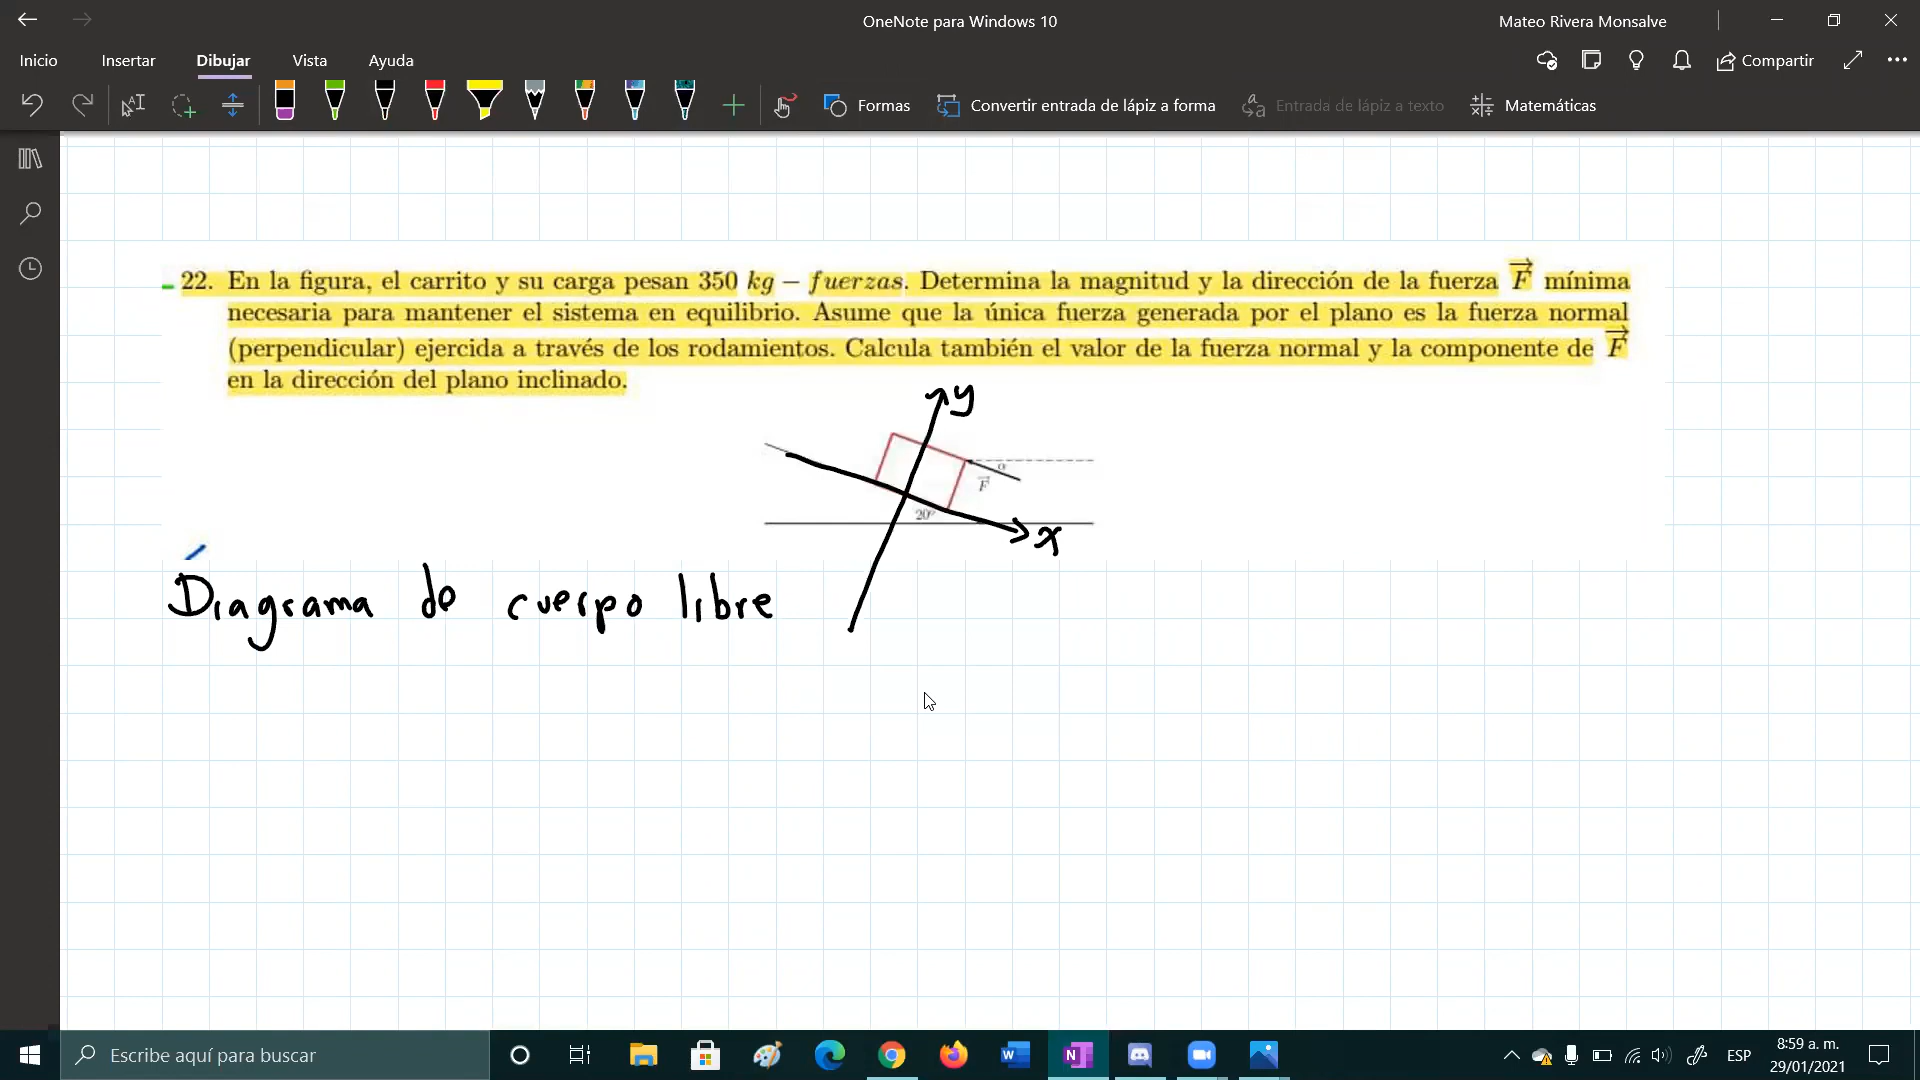 OneNote para Windows 10
Mateo Rivera Monsalve
Inicio Insertar Dibujar Vista Ayuda
Compartir
Formas Convertir entrada de lápiz a forma Entrada de lápiz a texto Matemáticas
22. En la figura, el carrito y su carga pesan 350 kg − fuerzas. Determina la magnitud y la dirección de la fuerza F mínima
necesaria para mantener el sistema en equilibrio. Asume que la única fuerza generada por el plano es la fuerza normal
(perpendicular) ejercida a través de los rodamientos. Calcula también el valor de la fuerza normal y la componente de F
en la dirección del plano inclinado.
y
α
F
20°
x
Diagrama de cuerpo libre
Escribe aquí para buscar
ESP
8:59 a. m.
29/01/2021